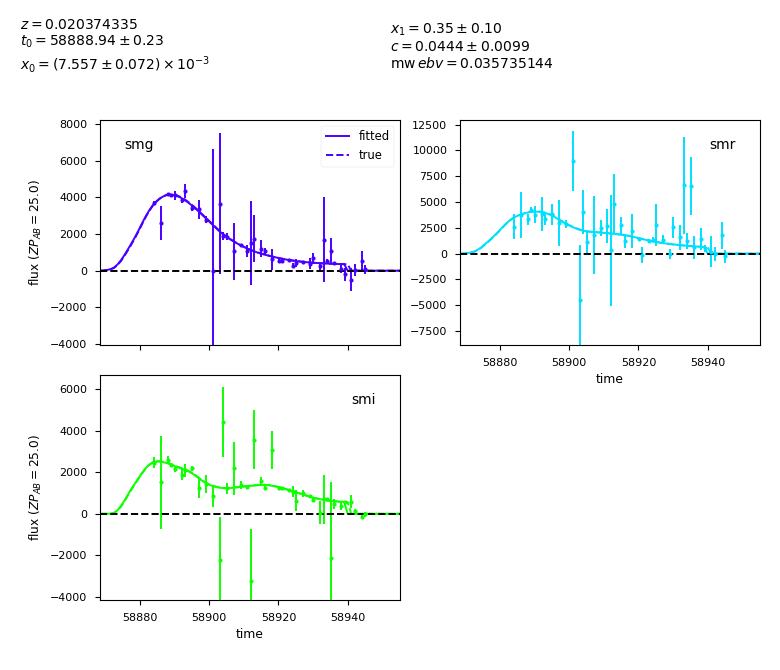 z = 0.020374335
t₀ = 58888.94 ± 0.23
x₀ = (7.557 ± 0.072) × 10⁻³
x₁ = 0.35 ± 0.10
c = 0.0444 ± 0.0099
mw ebv = 0.035735144
8000
6000
4000
2000
0
−2000
−4000
flux (ZP_AB = 25.0)
smg
fitted
true
12500
10000
7500
5000
2500
0
−2500
−5000
−7500
smr
58880 58900 58920 58940
time
6000
4000
2000
0
−2000
−4000
flux (ZP_AB = 25.0)
smi
58880 58900 58920 58940
time